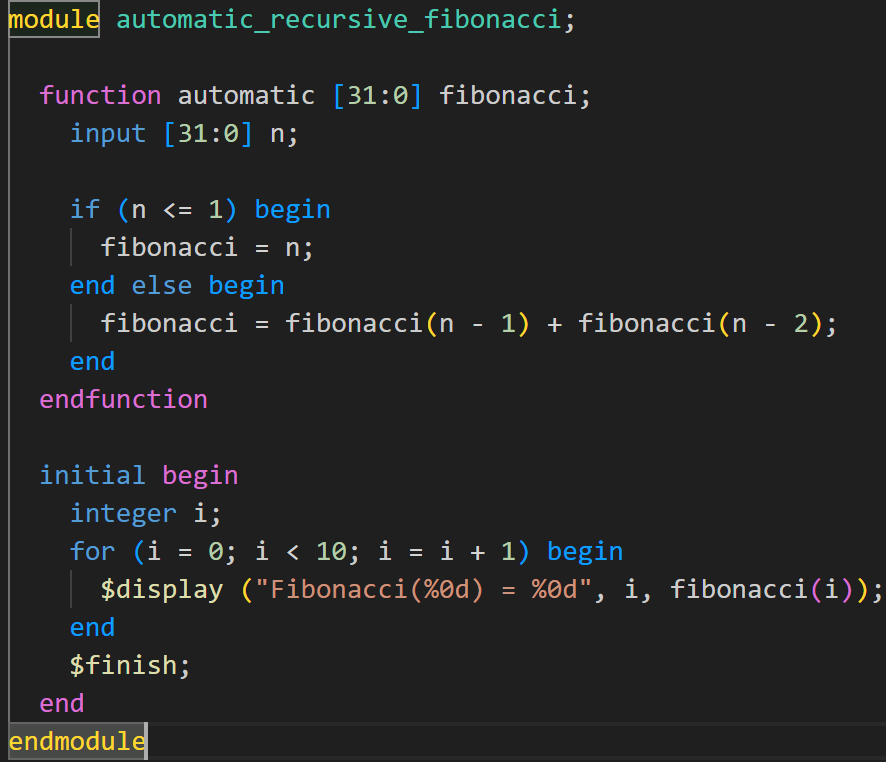 module automatic_recursive_fibonacci;
function automatic [31:0] fibonacci;
input [31:0] n;
if (n <= 1) begin
fibonacci = n;
end else begin
fibonacci = fibonacci(n - 1) + fibonacci(n - 2);
end
endfunction
initial begin
integer i;
for (i = 0; i < 10; i = i + 1) begin
$display ("Fibonacci(%0d) = %0d", i, fibonacci(i));
end
$finish;
end
endmodule